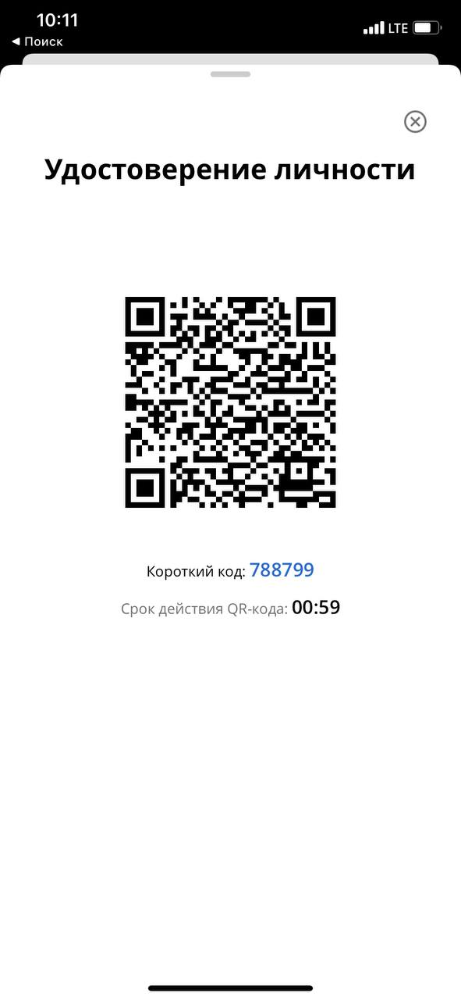 10:11
LTE
◀ Поиск
Удостоверение личности
Короткий код: 788799
Срок действия QR-кода: 00:59